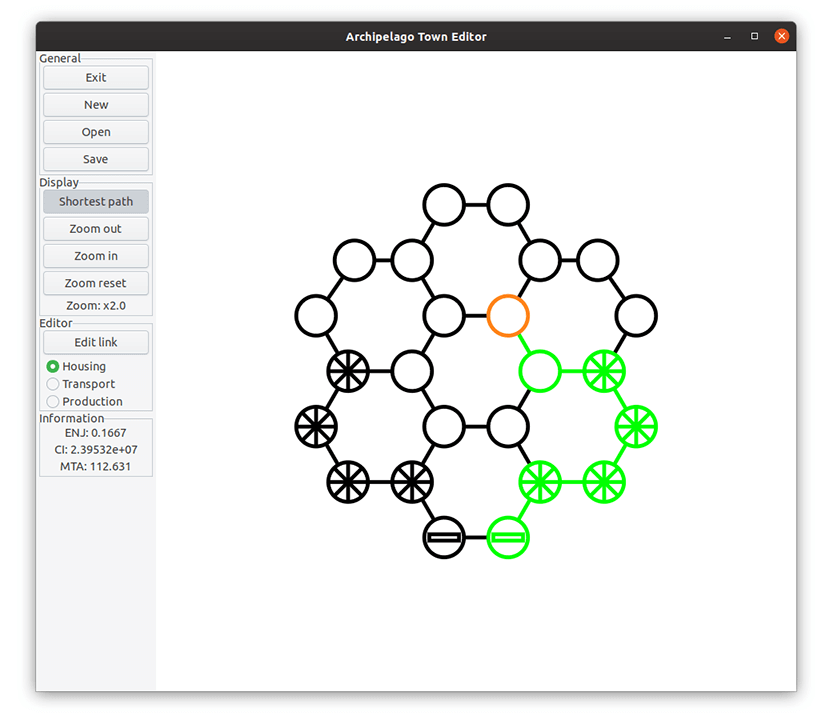 Archipelago Town Editor
General
Exit
New
Open
Save
Display
Shortest path
Zoom out
Zoom in
Zoom reset
Zoom: x2.0
Editor
Edit link
Housing
Transport
Production
Information
ENJ: 0.1667
CI: 2.39532e+07
MTA: 112.631